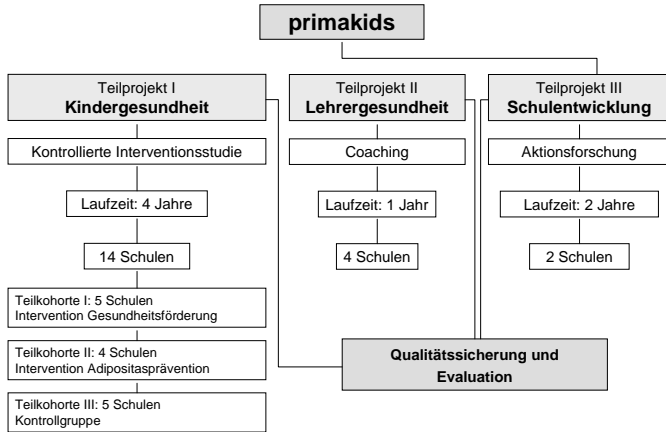 primakids
Teilprojekt I
Kindergesundheit
Kontrollierte Interventionsstudie
Laufzeit: 4 Jahre
14 Schulen
Teilkohorte I: 5 Schulen
Intervention Gesundheitsförderung
Teilkohorte II: 4 Schulen
Intervention Adipositasprävention
Teilkohorte III: 5 Schulen
Kontrollgruppe
Teilprojekt II
Lehrergesundheit
Coaching
Laufzeit: 1 Jahr
4 Schulen
Teilprojekt III
Schulentwicklung
Aktionsforschung
Laufzeit: 2 Jahre
2 Schulen
Qualitätssicherung und
Evaluation